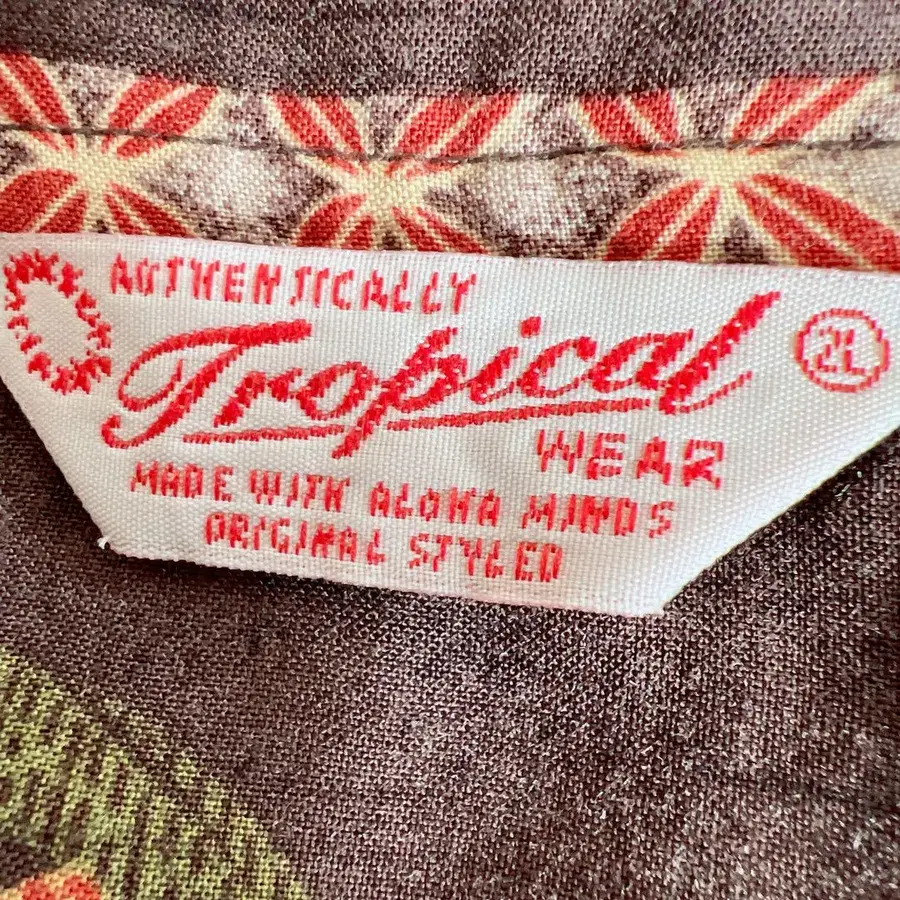 AUTHENTICALLY
Tropical
2L
WEAR
MADE WITH ALOHA MINDS
ORIGINAL STYLED